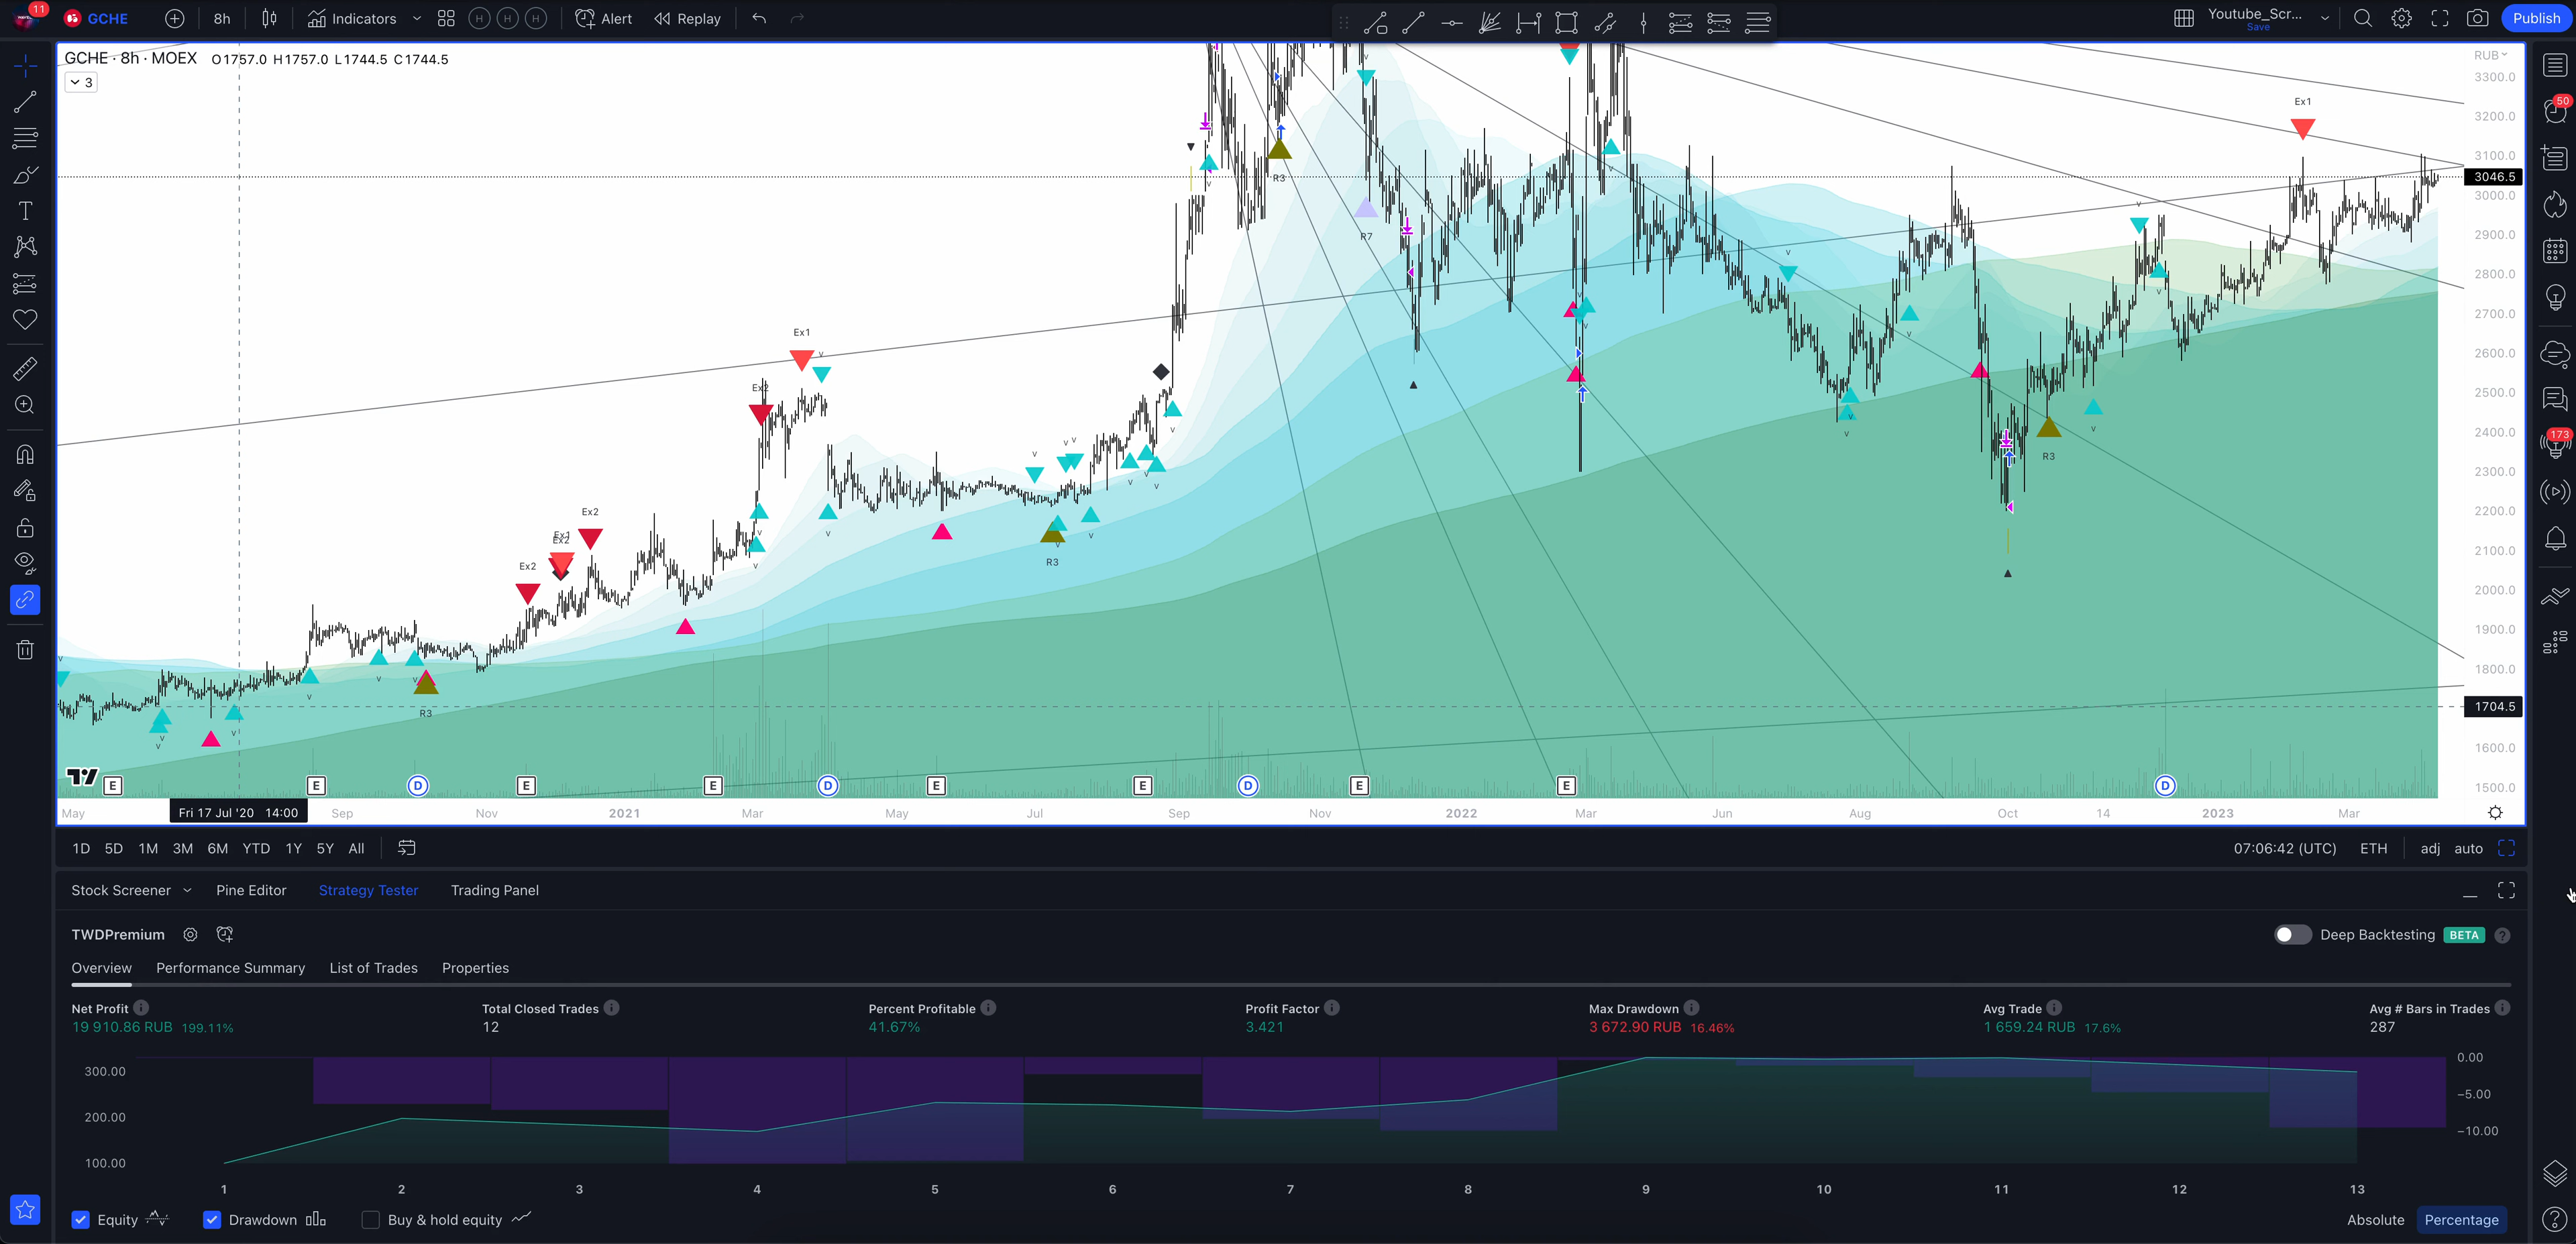 11
GCHE 8h Indicators H H H Alert Replay Youtube_Scr... Save Publish
GCHE · 8h · MOEX O1757.0 H1757.0 L1744.5 C1744.5
3
RUB
3300.0
3200.0
3100.0
3046.5
3000.0
2900.0
2800.0
2700.0
2600.0
2500.0
2400.0
2300.0
2200.0
2100.0
2000.0
1900.0
1800.0
1704.5
1600.0
1500.0
Ex1
R3
R7
Ex1
Ex2
R3
Ex2
Ex1
Ex2
Ex2
R3
R3
E E D E E D E E D E E D
May Fri 17 Jul '20 14:00 Sep Nov 2021 Mar May Jul Sep Nov 2022 Mar Jun Aug Oct 14 2023 Mar
1D 5D 1M 3M 6M YTD 1Y 5Y All 07:06:42 (UTC) ETH adj auto
50
173
Stock Screener Pine Editor Strategy Tester Trading Panel
TWDPremium Deep Backtesting BETA ?
Overview Performance Summary List of Trades Properties
Net Profit Total Closed Trades Percent Profitable Profit Factor Max Drawdown Avg Trade Avg # Bars in Trades
19 910.86 RUB 199.11% 12 41.67% 3.421 3 672.90 RUB 16.46% 1 659.24 RUB 17.6% 287
300.00
200.00
100.00
0.00
−5.00
−10.00
1 2 3 4 5 6 7 8 9 10 11 12 13
Equity Drawdown Buy & hold equity Absolute Percentage